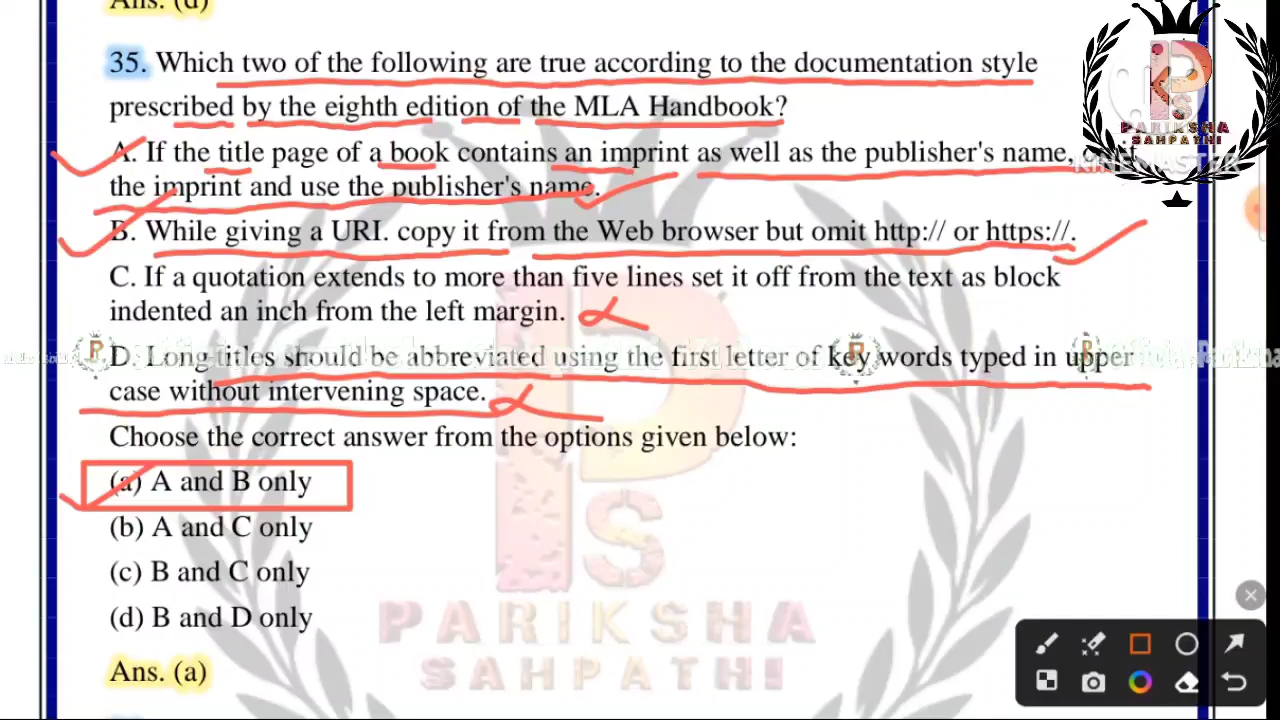 Ans. (d)
35. Which two of the following are true according to the documentation style
prescribed by the eighth edition of the MLA Handbook?
A. If the title page of a book contains an imprint as well as the publisher's name,
the imprint and use the publisher's name.
B. While giving a URI. copy it from the Web browser but omit http:// or https://.
C. If a quotation extends to more than five lines set it off from the text as block
indented an inch from the left margin.
D. Long titles should be abbreviated using the first letter of key words typed in upper
case without intervening space.
Choose the correct answer from the options given below:
(a) A and B only
(b) A and C only
(c) B and C only
(d) B and D only
Ans. (a)
PARIKSHA
SAHPATHI
PARIKSHA
SAHPATHI